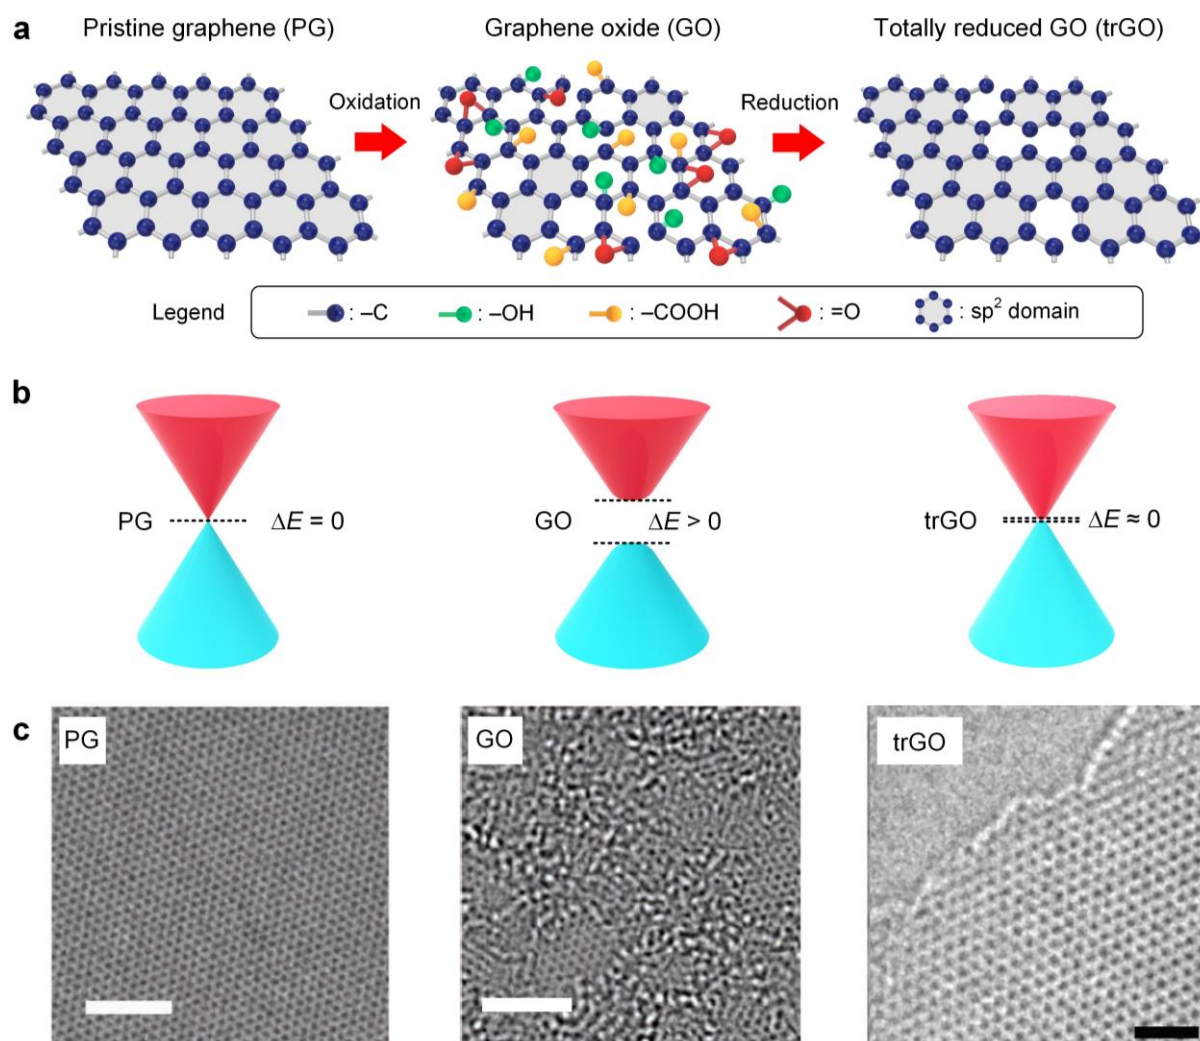 a
Pristine graphene (PG)
Graphene oxide (GO)
Totally reduced GO (trGO)
Oxidation
Reduction
Legend
: –C
: –OH
: –COOH
: =O
: sp² domain
b
PG
ΔE = 0
GO
ΔE > 0
trGO
ΔE ≈ 0
c
PG
GO
trGO